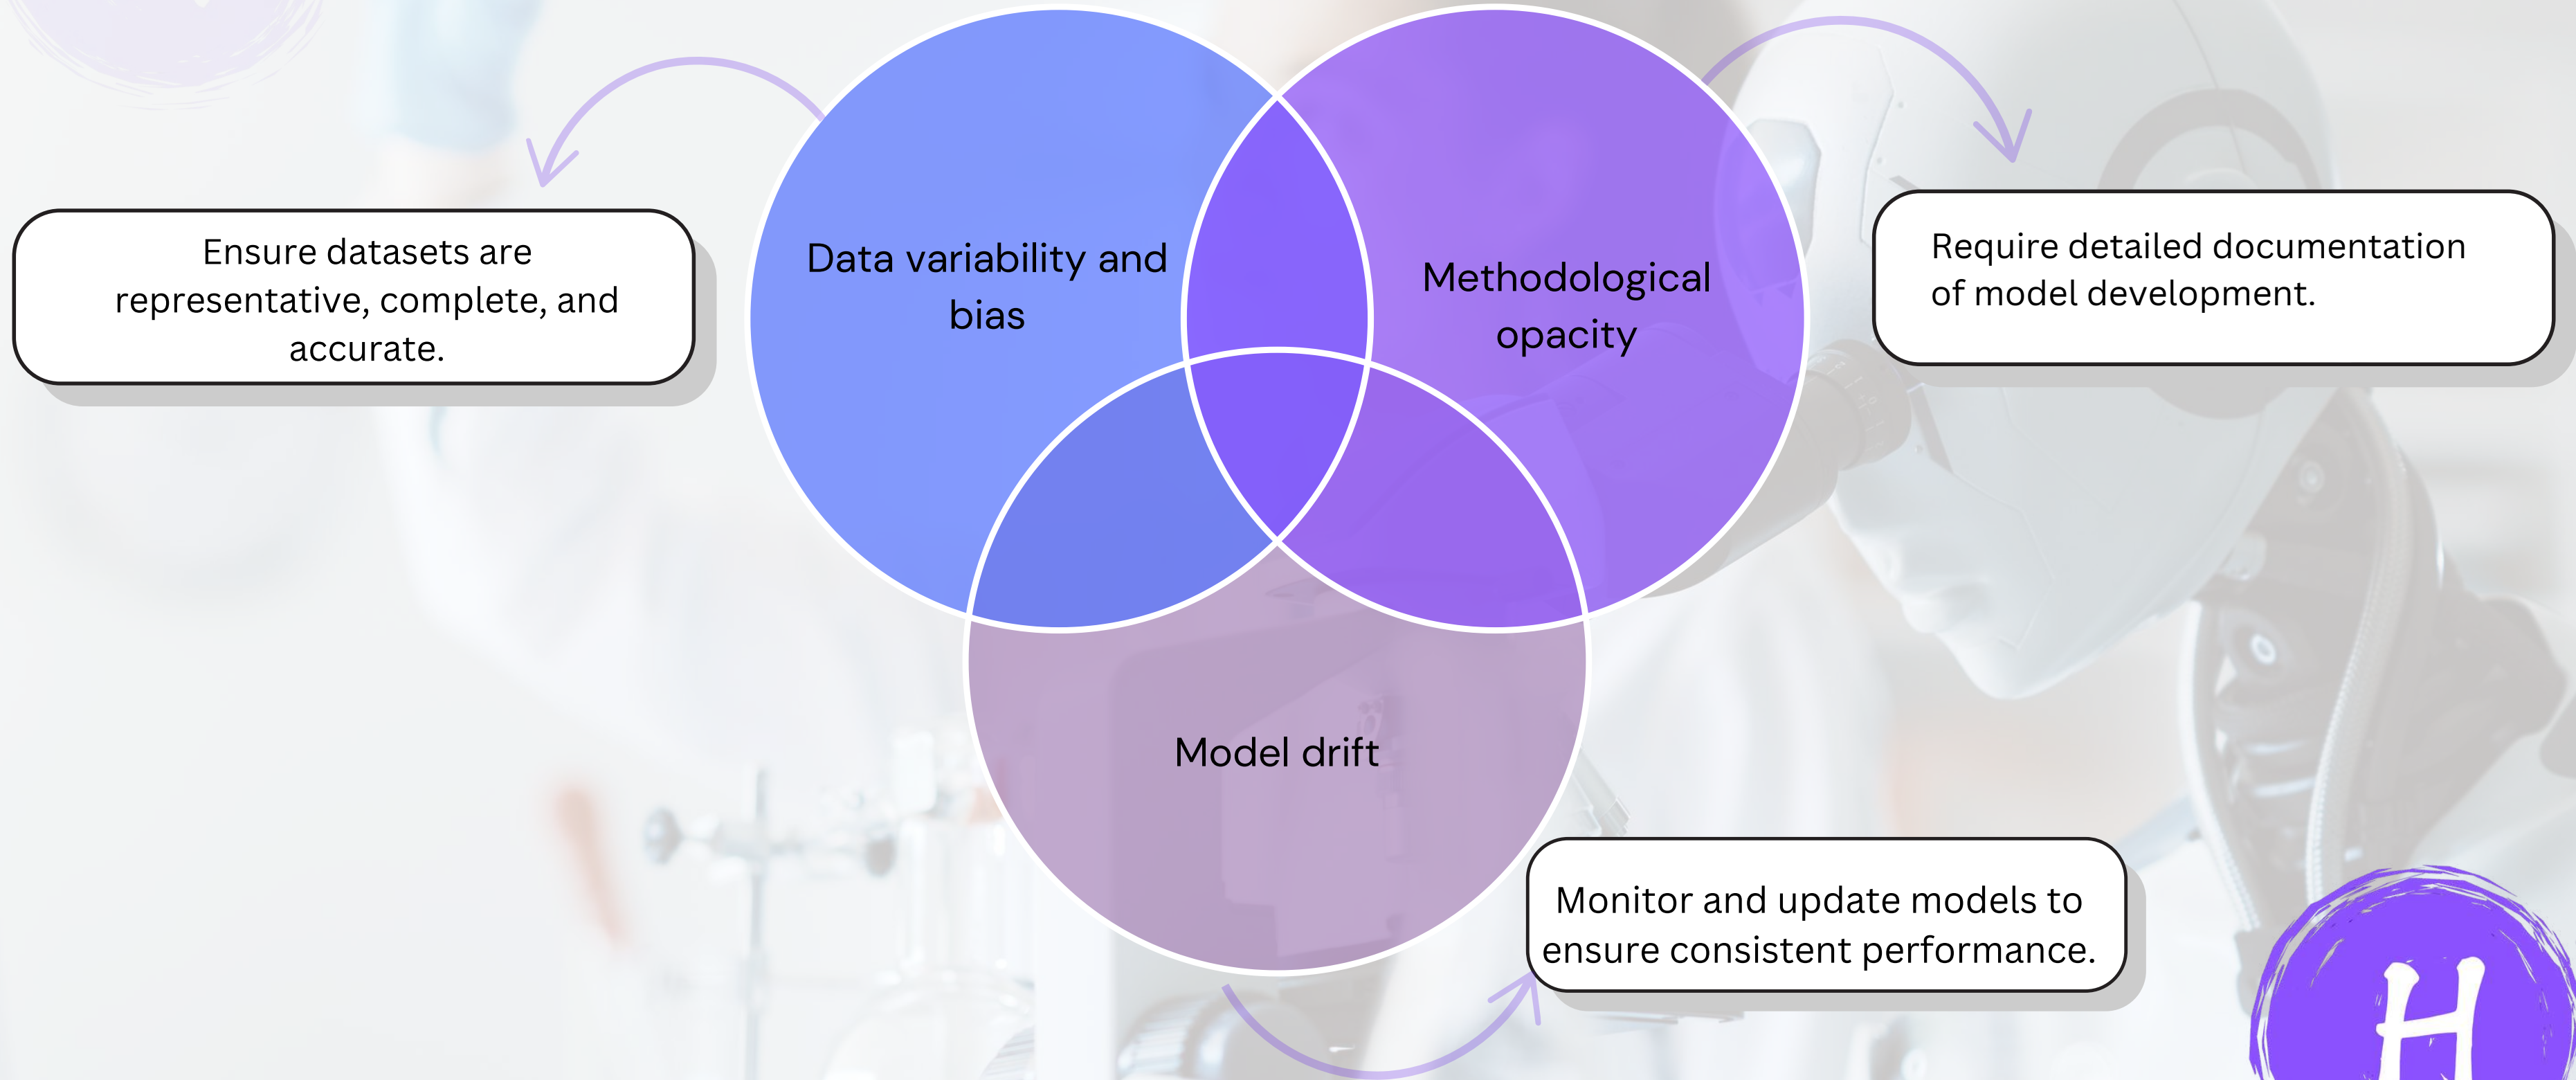 Data variability and
bias
Methodological
opacity
Model drift
Ensure datasets are
representative, complete, and
accurate.
Require detailed documentation
of model development.
Monitor and update models to
ensure consistent performance.
H